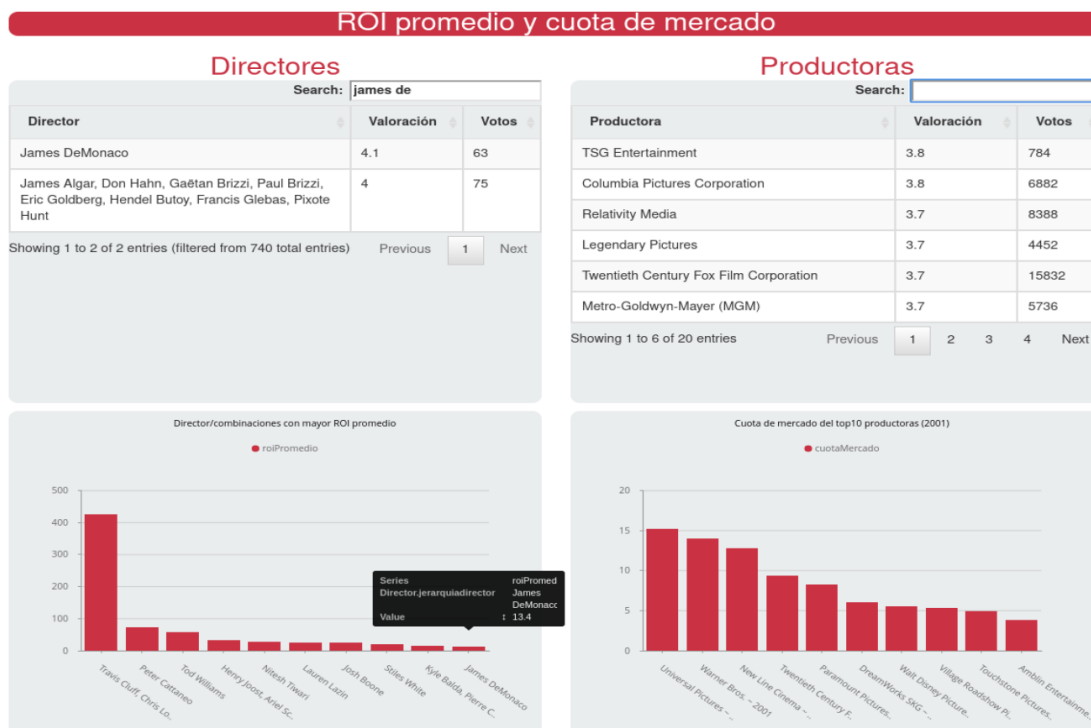 ROI promedio y cuota de mercado
Directores
Search: james de
Director Valoración Votos
James DeMonaco 4.1 63
James Algar, Don Hahn, Gaëtan Brizzi, Paul Brizzi, 4 75
Eric Goldberg, Hendel Butoy, Francis Glebas, Pixote
Hunt
Showing 1 to 2 of 2 entries (filtered from 740 total entries) Previous 1 Next
Productoras
Search:
Productora Valoración Votos
TSG Entertainment 3.8 784
Columbia Pictures Corporation 3.8 6882
Relativity Media 3.7 8388
Legendary Pictures 3.7 4452
Twentieth Century Fox Film Corporation 3.7 15832
Metro-Goldwyn-Mayer (MGM) 3.7 5736
Showing 1 to 6 of 20 entries Previous 1 2 3 4 Next
Director/combinaciones con mayor ROI promedio
roiPromedio
500
400
300
200
100
0
Series roiPromed
Director.jerarquiadirector James
DeMonac
Value : 13.4
Travis Cluff, Chris Lo..
Peter Cattaneo
Tod Williams
Henry Joost, Ariel Sc..
Nitesh Tiwari
Lauren Lazin
Josh Boone
Stiles White
Kyle Balda, Pierre C..
James DeMonaco
Cuota de mercado del top10 productoras (2001)
cuotaMercado
20
15
10
5
0
Universal Pictures – ..
Warner Bros. – 2001
New Line Cinema – ..
Twentieth Century F..
Paramount Pictures..
DreamWorks SKG – ..
Walt Disney Picture..
Village Roadshow Pi..
Touchstone Pictures..
Amblin Entertainme